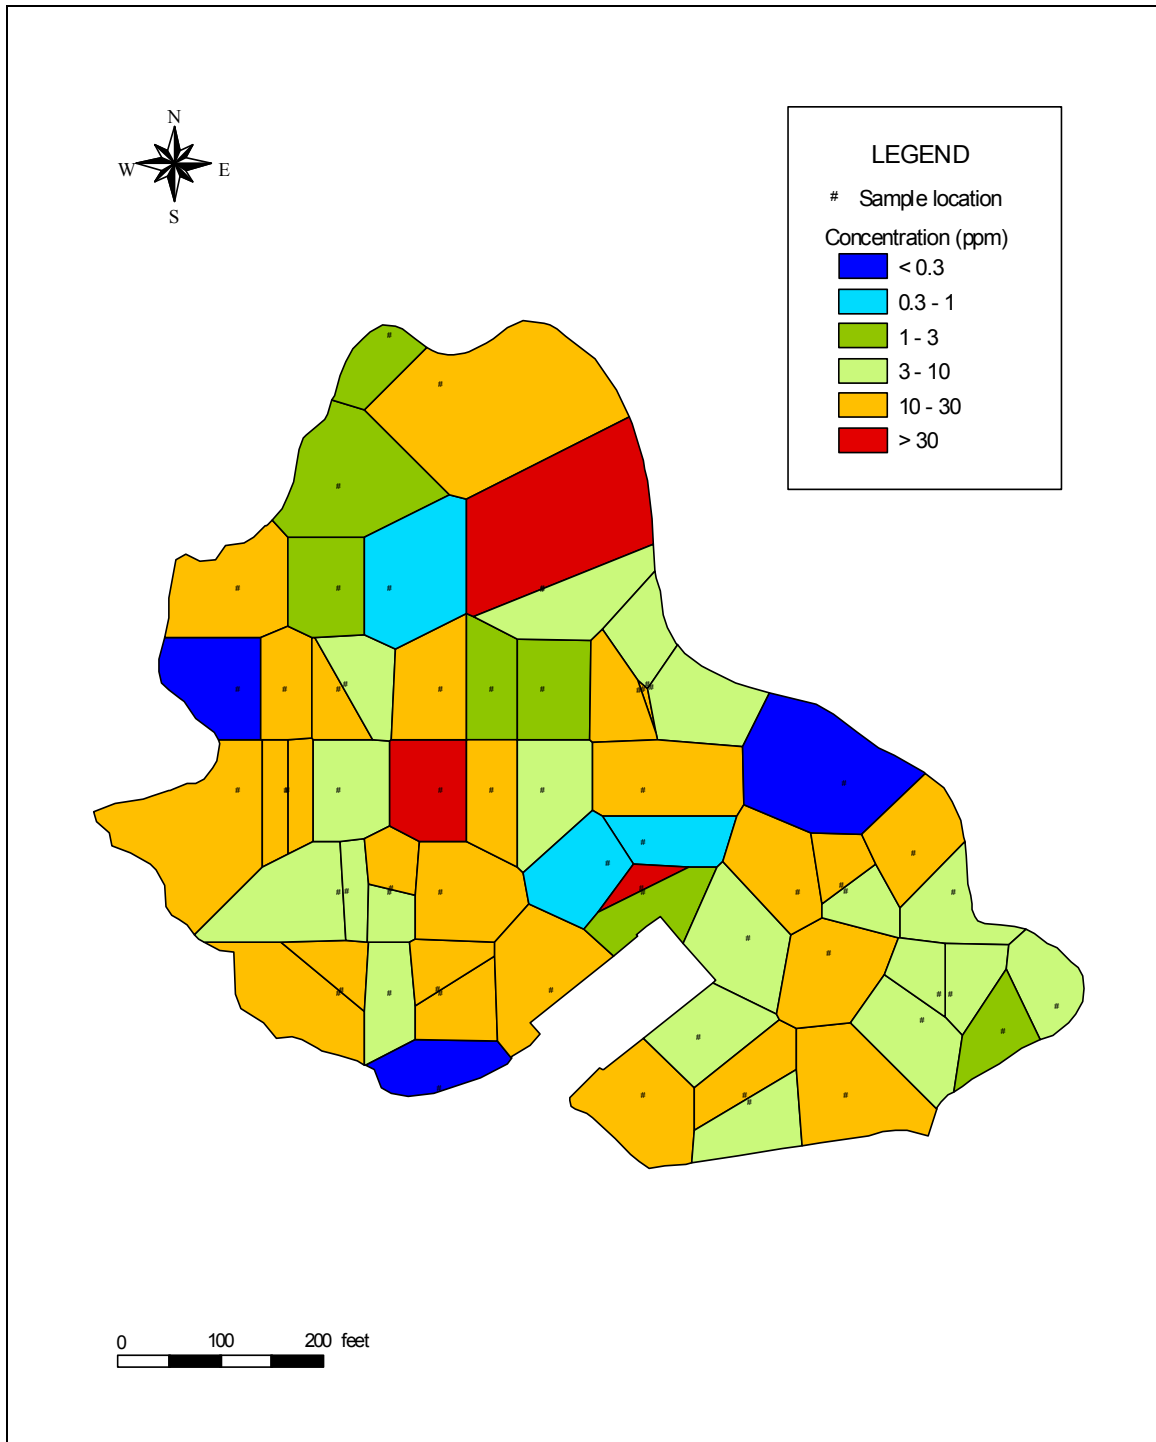 N
W E
S
LEGEND
# Sample location
Concentration (ppm)
< 0.3
0.3 - 1
1 - 3
3 - 10
10 - 30
> 30
0 100 200 feet